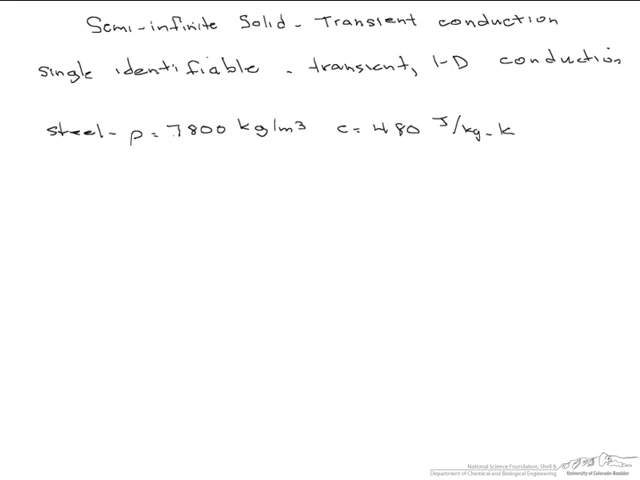 Semi-infinite Solid - Transient conduction
single identifiable - transient, 1-D conduction
steel - ρ = 7800 kg/m3 c = 480 J/kg-K
National Science Foundation, Shell &
Department of Chemical and Biological Engineering
University of Colorado Boulder